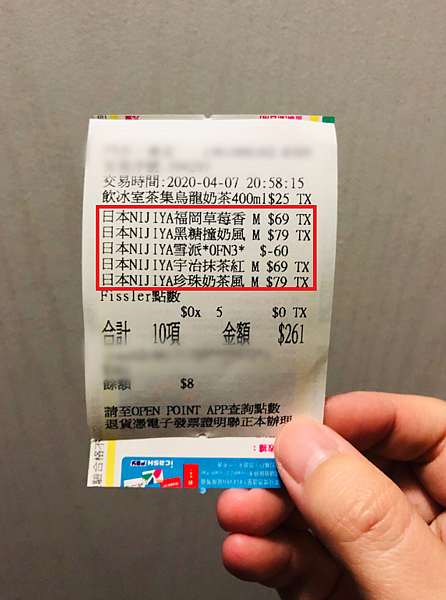 交易時間:2020-04-07 20:58:15
飲冰室茶集烏龍奶茶400ml$25 TX
日本NIJIYA福岡草莓香 M $69 TX
日本NIJIYA黑糖撞奶風 M $79 TX
日本NIJIYA雪派*0FN3* $-60
日本NIJIYA宇治抹茶紅 M $69 TX
日本NIJIYA珍珠奶茶風 M $79 TX
Fissler點數
$0x 5 $0 TX
合計 10項 金額 $261
餘額 $8
請至OPEN POINT APP查詢點數
退貨憑電子發票證明聯正本辦理
icash